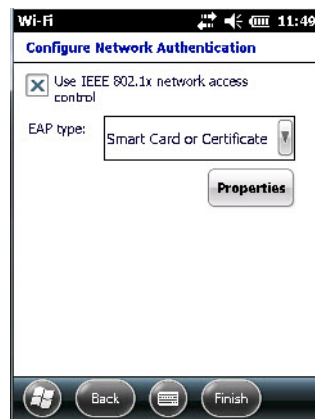 Wi-Fi 11:49
Configure Network Authentication
Use IEEE 802.1x network access
control
EAP type:
Smart Card or Certificate
Properties
Back Finish